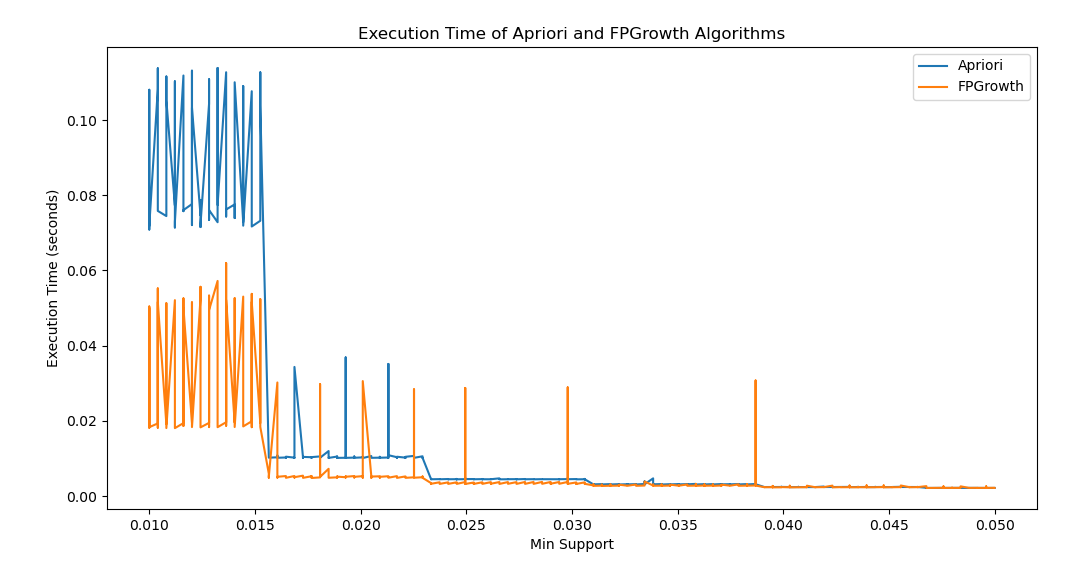 Execution Time of Apriori and FPGrowth Algorithms
Apriori
FPGrowth
Execution Time (seconds)
0.10
0.08
0.06
0.04
0.02
0.00
0.010 0.015 0.020 0.025 0.030 0.035 0.040 0.045 0.050
Min Support